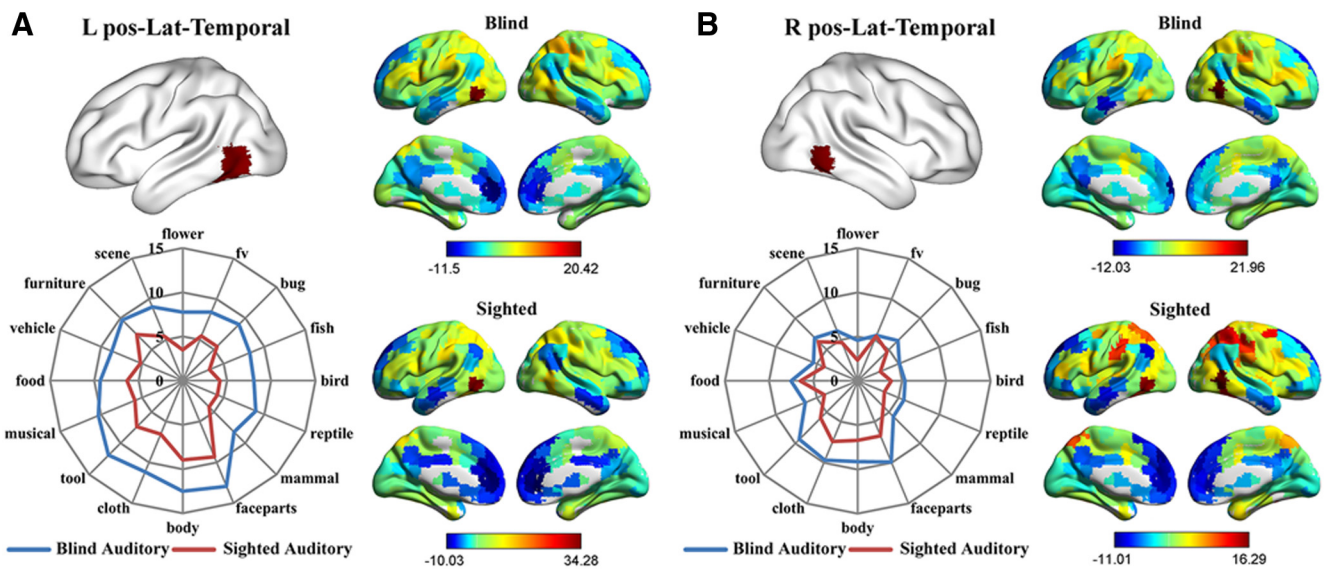 A
L pos-Lat-Temporal
Blind
-11.5 20.42
flower
fv
bug
fish
bird
reptile
mammal
faceparts
body
cloth
tool
musical
food
vehicle
furniture
scene
15
10
5
0
Blind Auditory Sighted Auditory
Sighted
-10.03 34.28
B
R pos-Lat-Temporal
Blind
-12.03 21.96
flower
fv
bug
fish
bird
reptile
mammal
faceparts
body
cloth
tool
musical
food
vehicle
furniture
scene
15
10
5
0
Blind Auditory Sighted Auditory
Sighted
-11.01 16.29